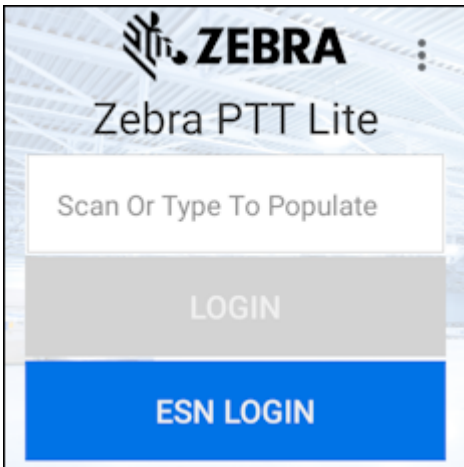 ZEBRA
Zebra PTT Lite
Scan Or Type To Populate
LOGIN
ESN LOGIN